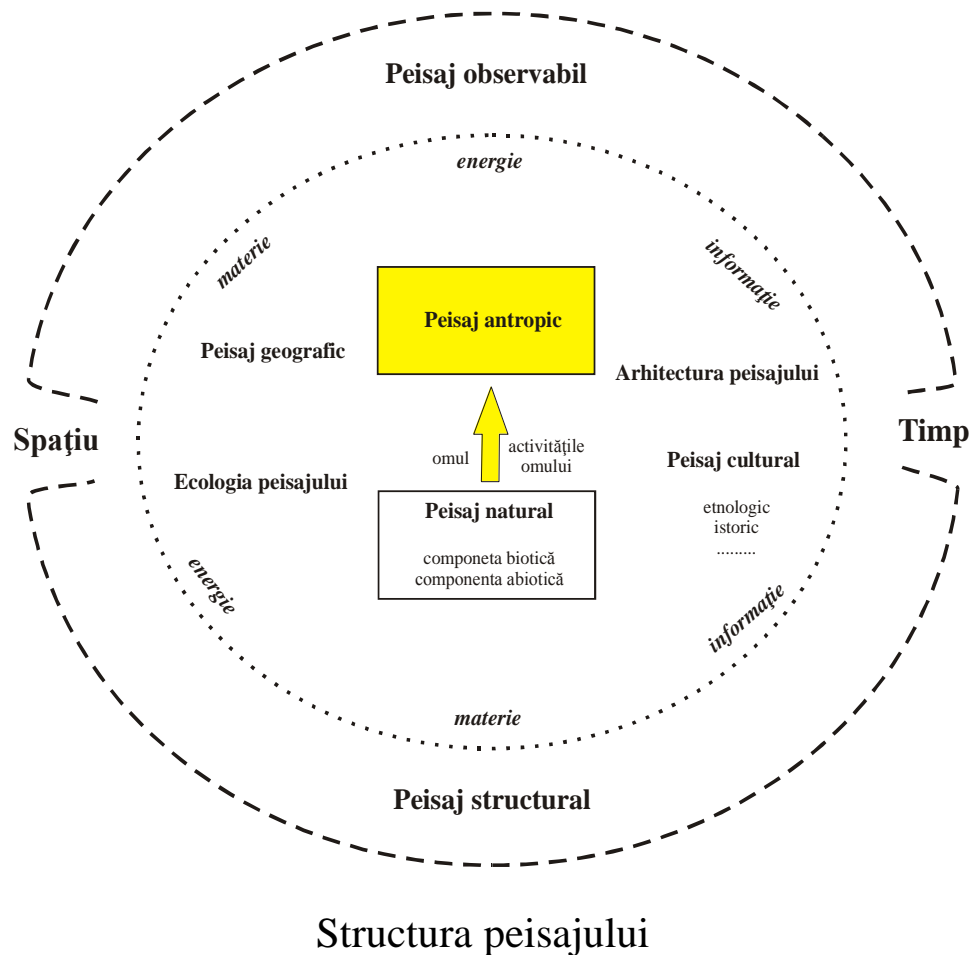 Peisaj observabil
energie
materie
informaţie
Peisaj antropic
Peisaj geografic
Arhitectura peisajului
Spaţiu
Timp
omul
activităţile
omului
Peisaj cultural
Ecologia peisajului
etnologic
istoric
.........
Peisaj natural
componeta biotică
componenta abiotică
energie
informaţie
materie
Peisaj structural
Structura peisajului